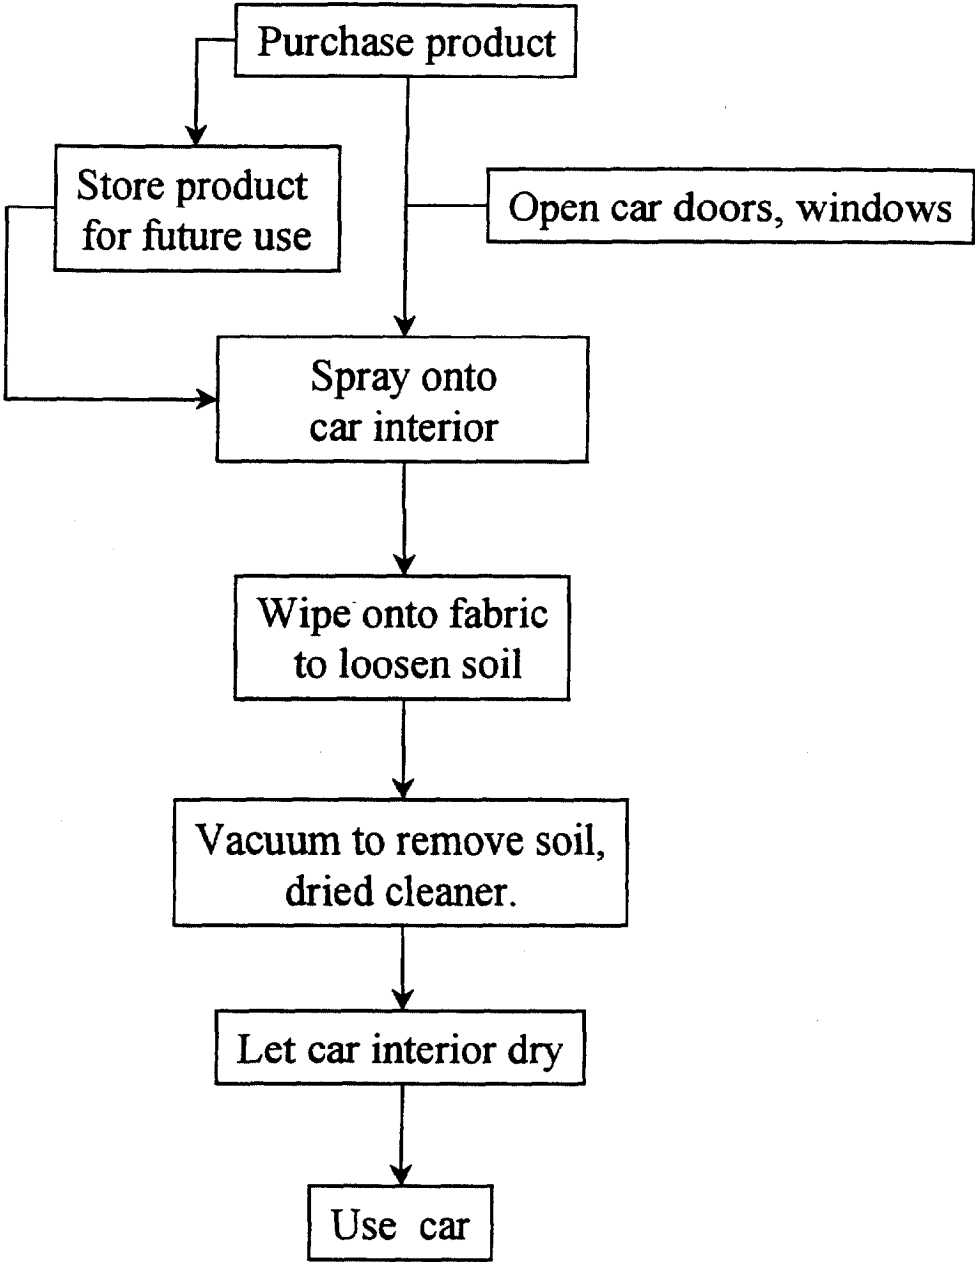 Purchase product
Store product
for future use
Open car doors, windows
Spray onto
car interior
Wipe onto fabric
to loosen soil
Vacuum to remove soil,
dried cleaner.
Let car interior dry
Use car